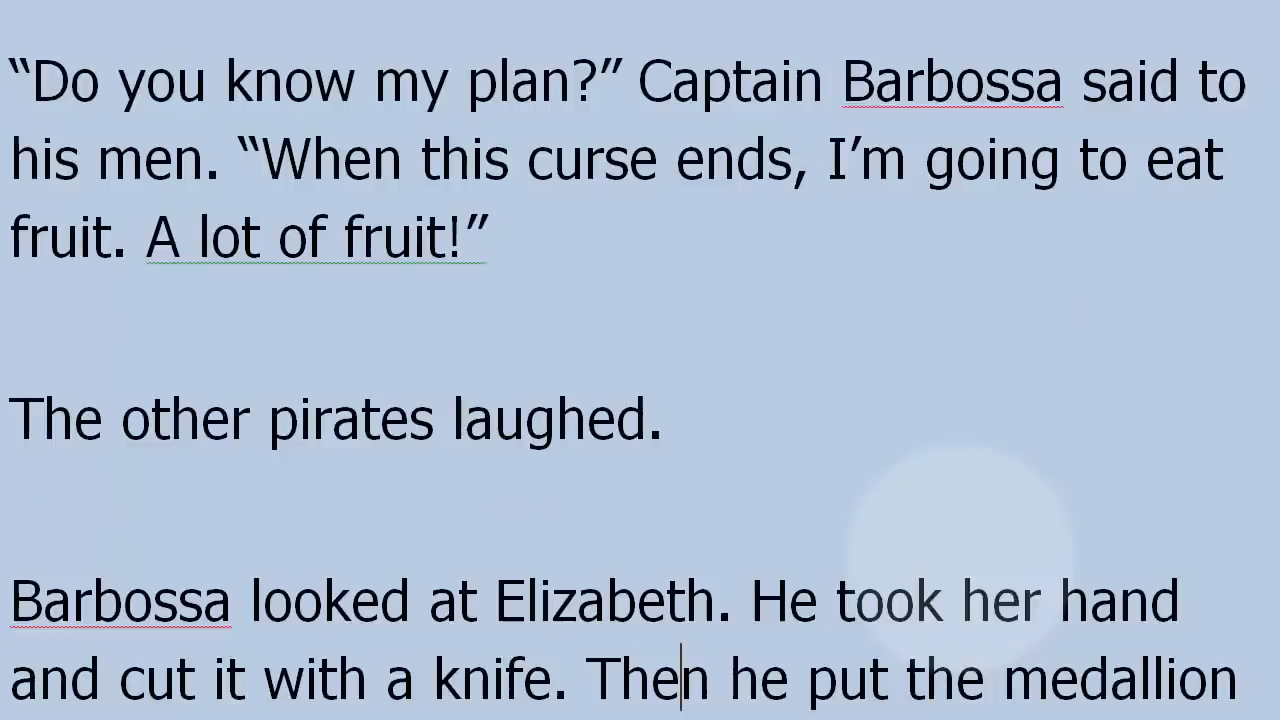 “Do you know my plan?” Captain Barbossa said to
his men. “When this curse ends, I’m going to eat
fruit. A lot of fruit!”
The other pirates laughed.
Barbossa looked at Elizabeth. He took her hand
and cut it with a knife. Then he put the medallion